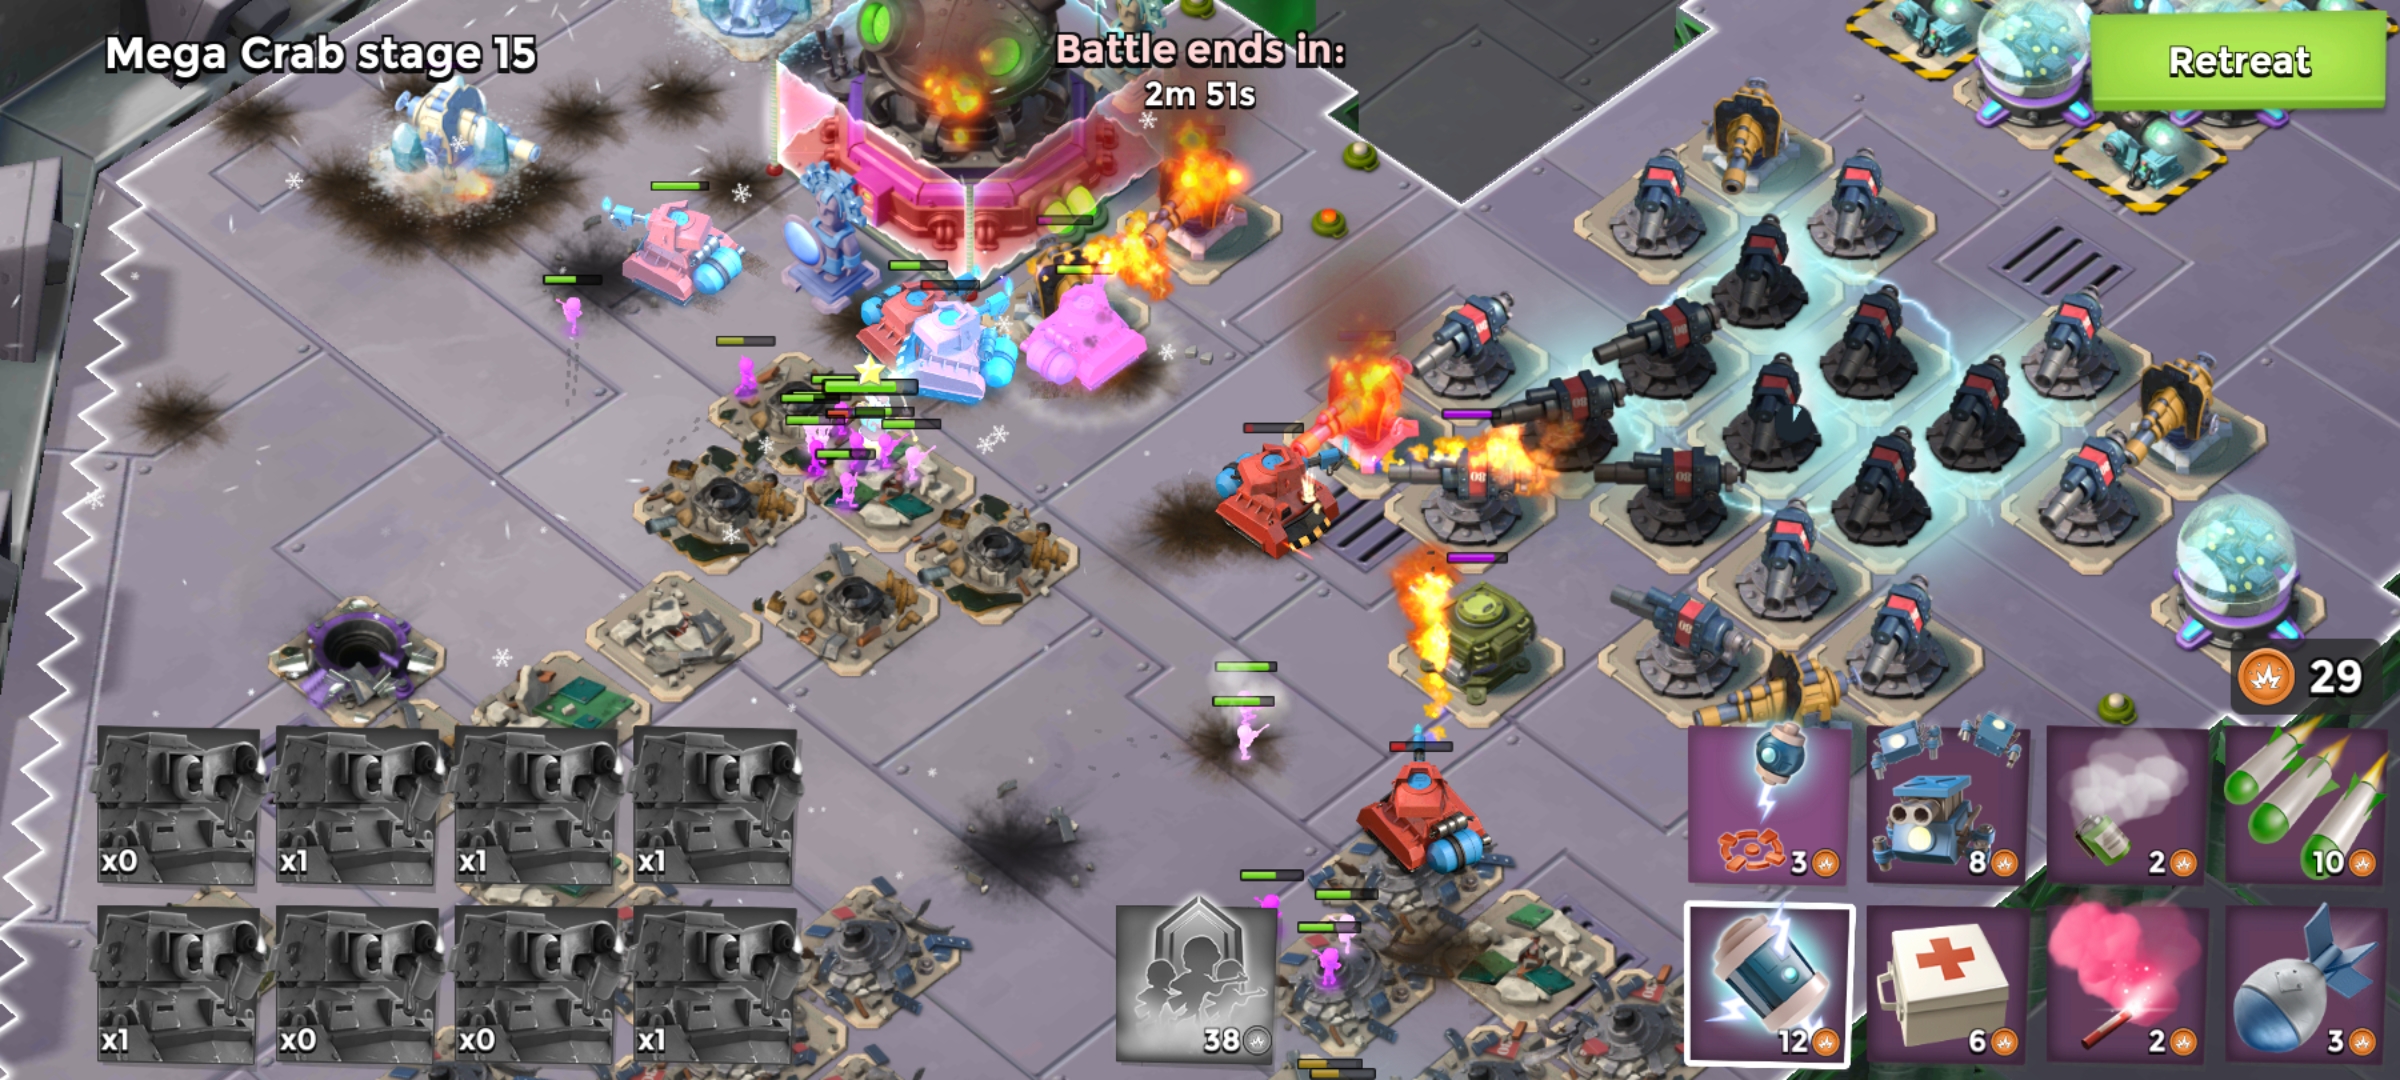 Mega Crab stage 15
Battle ends in:
2m 51s
Retreat
29
x0
x1
x1
x1
3
8
2
10
x1
x0
x0
x1
38
12
6
2
3